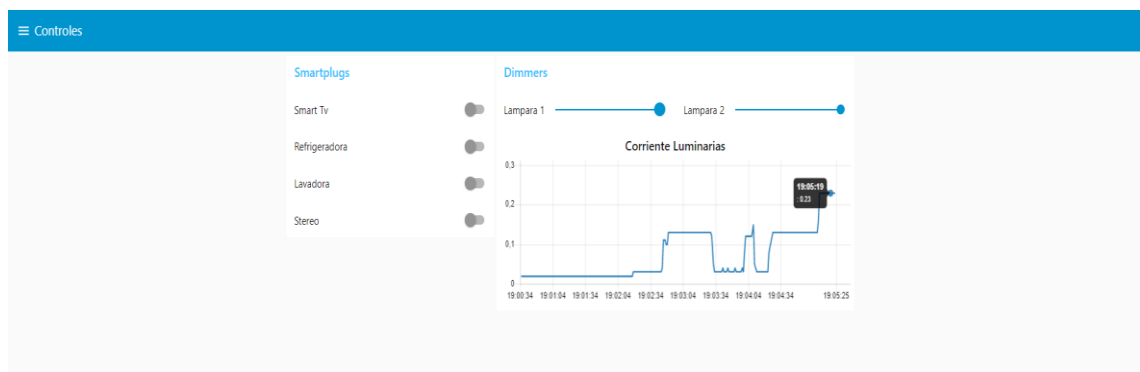 ≡ Controles
Smartplugs
Smart Tv
Refrigeradora
Lavadora
Stereo
Dimmers
Lampara 1
Lampara 2
Corriente Luminarias
0,3
0,2
0,1
0
19:05:19
: 0.23
19:00:34 19:01:04 19:01:34 19:02:04 19:02:34 19:03:04 19:03:34 19:04:04 19:04:34 19:05:25